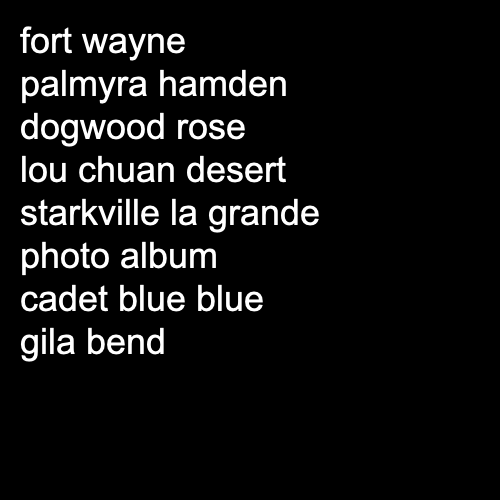 fort wayne
palmyra hamden
dogwood rose
lou chuan desert
starkville la grande
photo album
cadet blue blue
gila bend